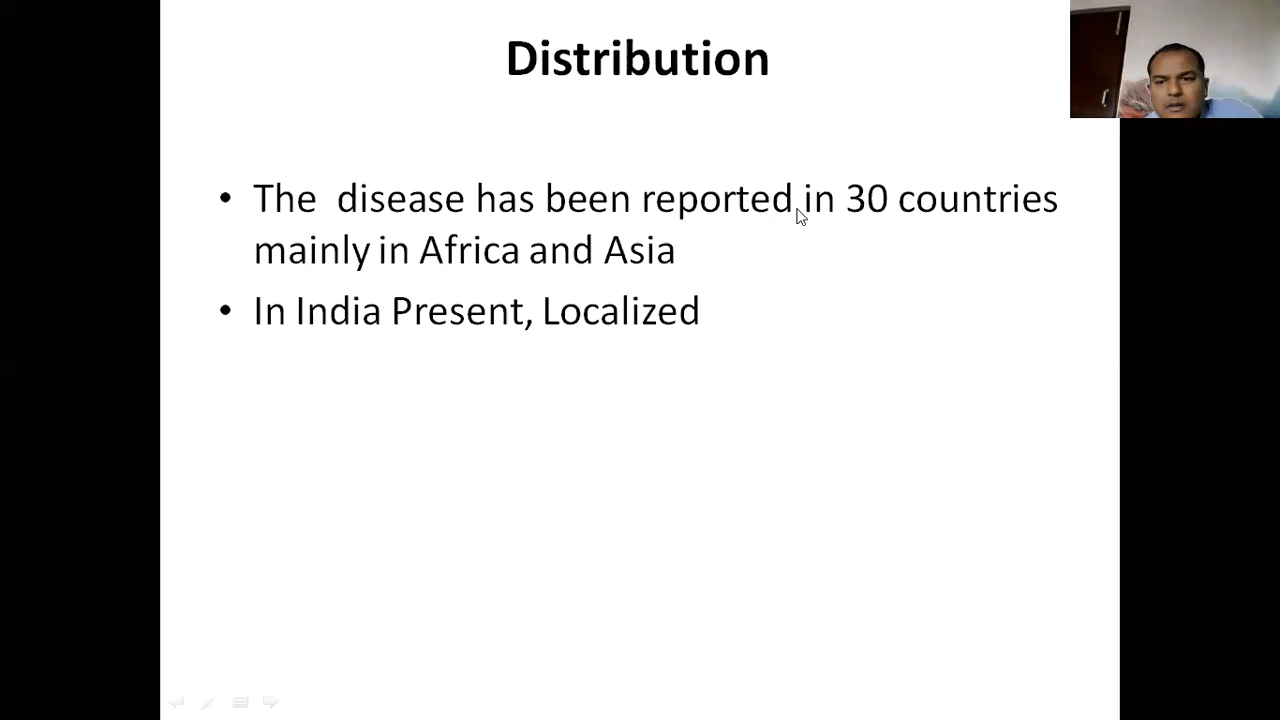 Distribution
• The disease has been reported in 30 countries
mainly in Africa and Asia
• In India Present, Localized